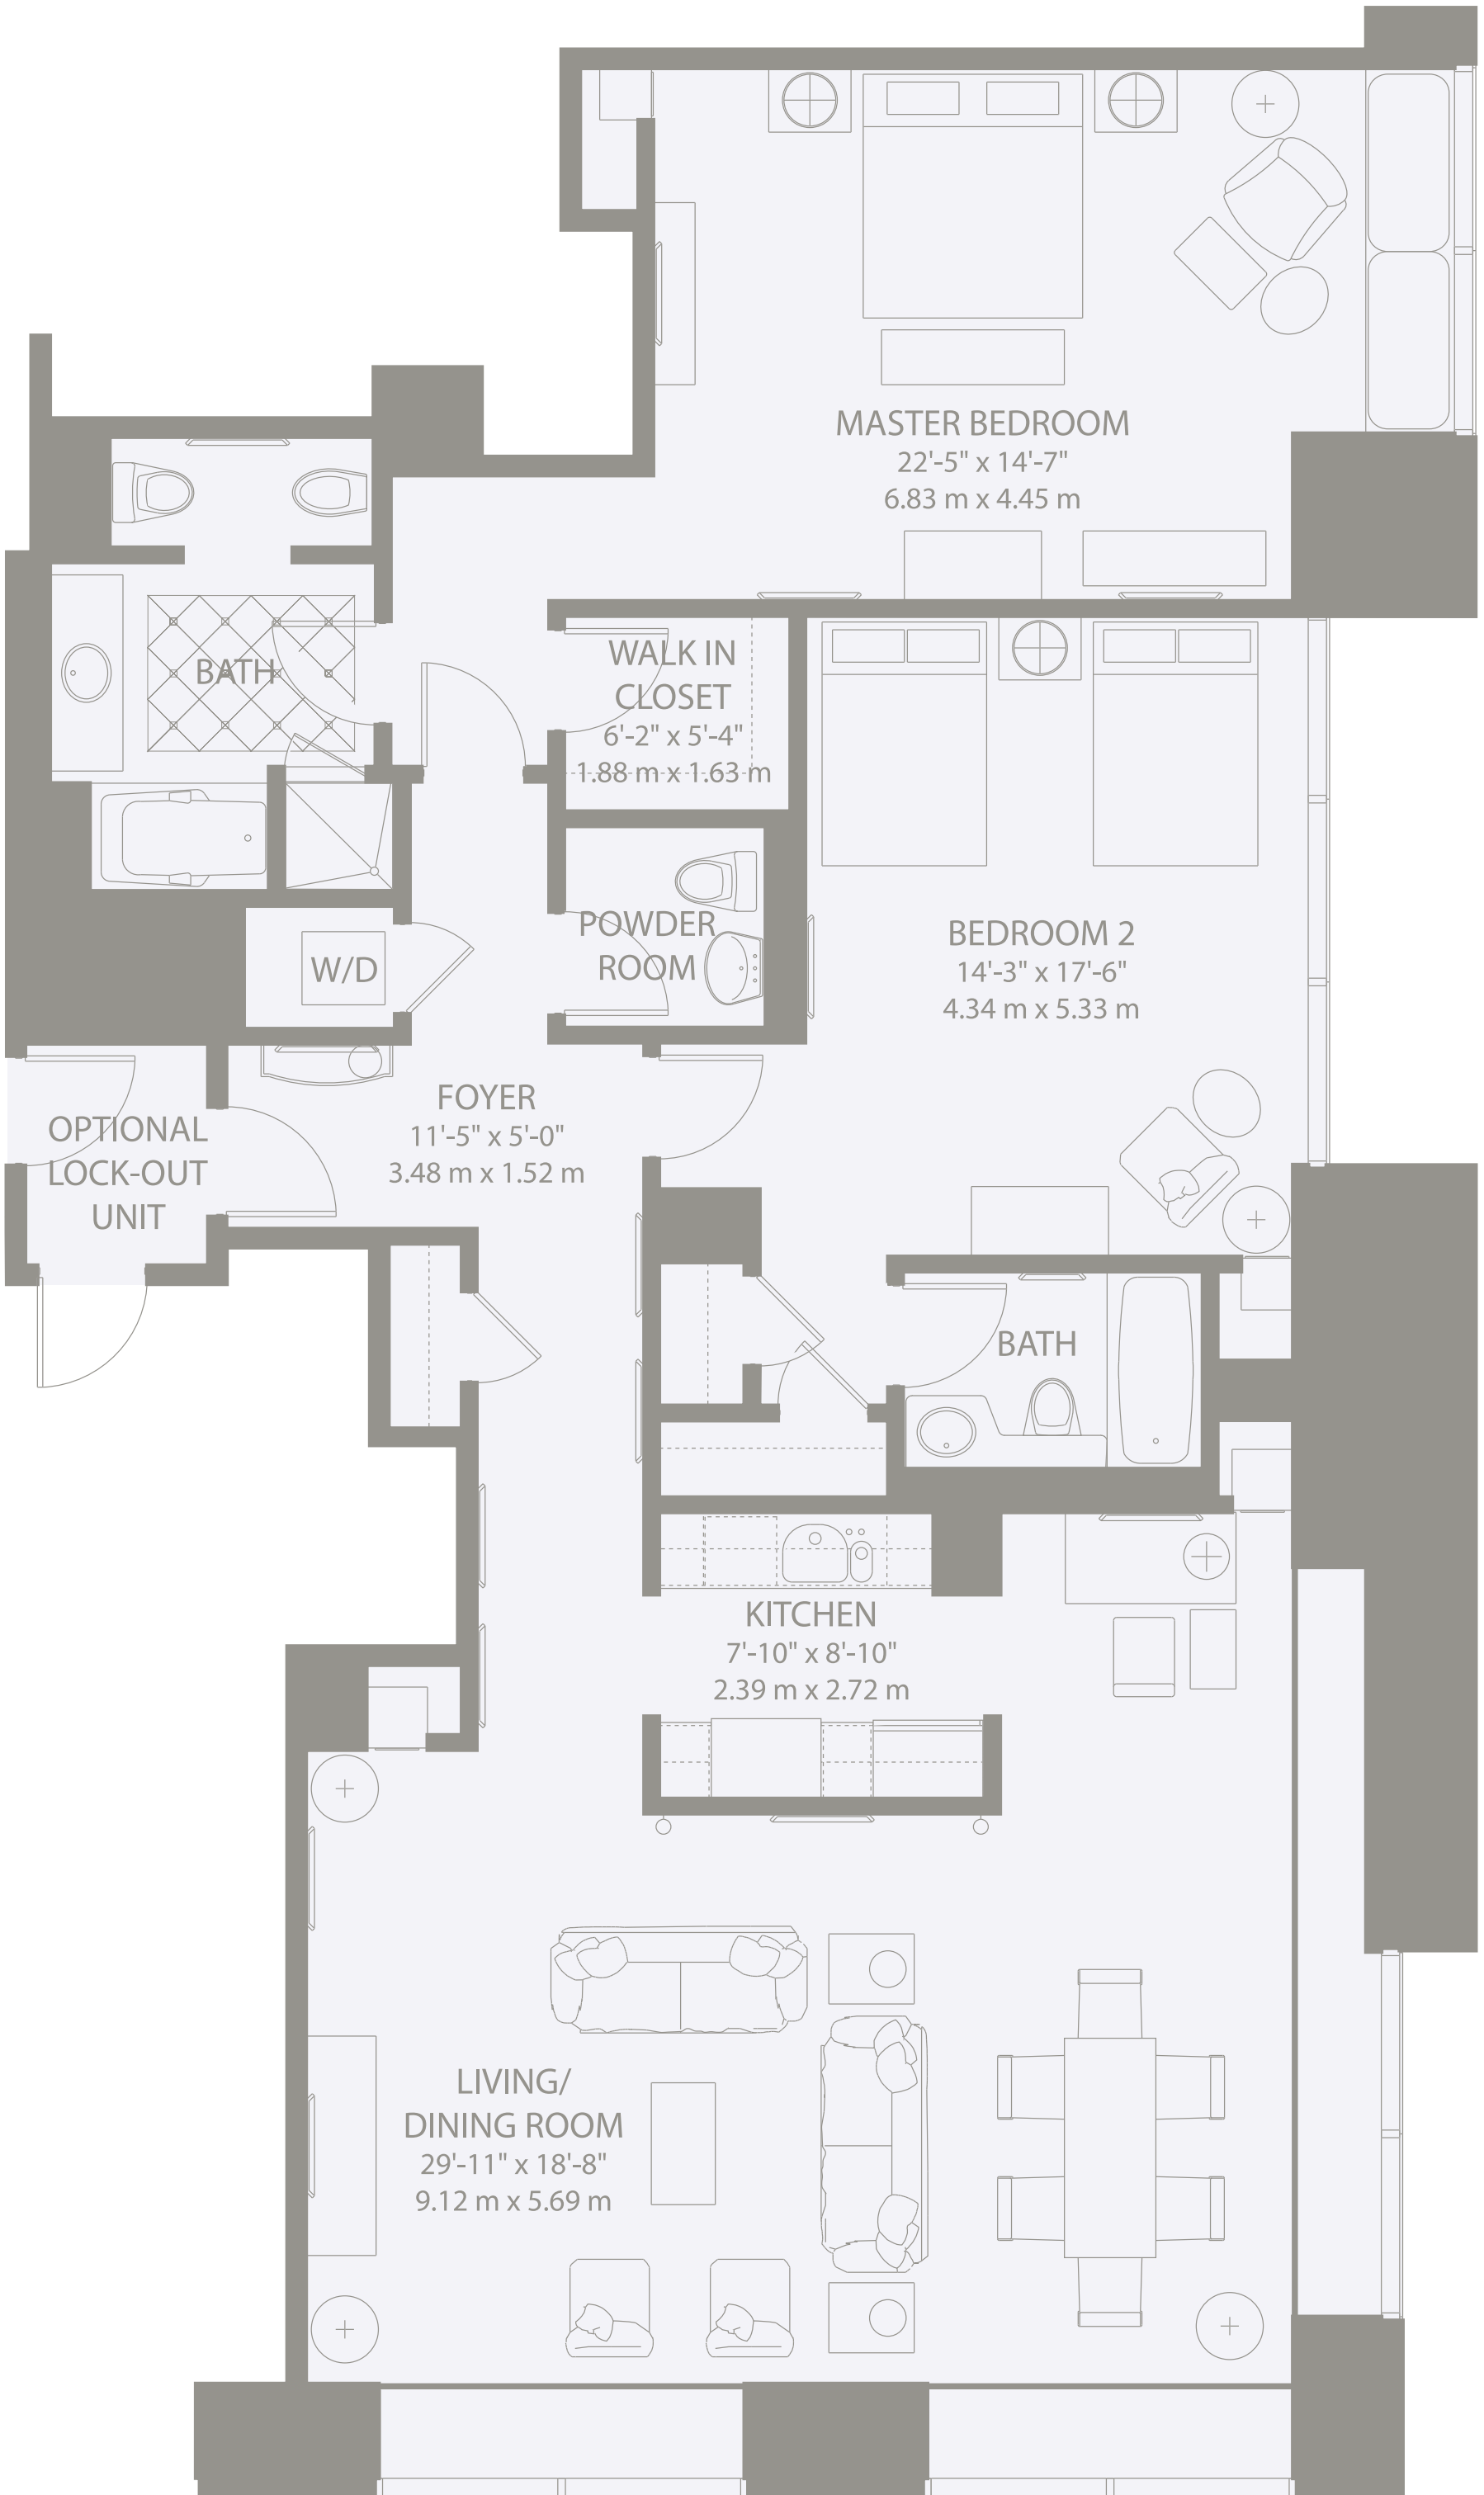 MASTER BEDROOM
22'-5" x 14'-7"
6.83 m x 4.45 m
WALK IN
CLOSET
6'-2" x 5'-4"
1.88 m x 1.63 m
BATH
POWDER
ROOM
W/D
BEDROOM 2
14'-3" x 17'-6"
4.34 m x 5.33 m
FOYER
11'-5" x 5'-0"
3.48 m x 1.52 m
OPTIONAL
LOCK-OUT
UNIT
BATH
KITCHEN
7'-10" x 8'-10"
2.39 m x 2.72 m
LIVING/
DINING ROOM
29'-11" x 18'-8"
9.12 m x 5.69 m